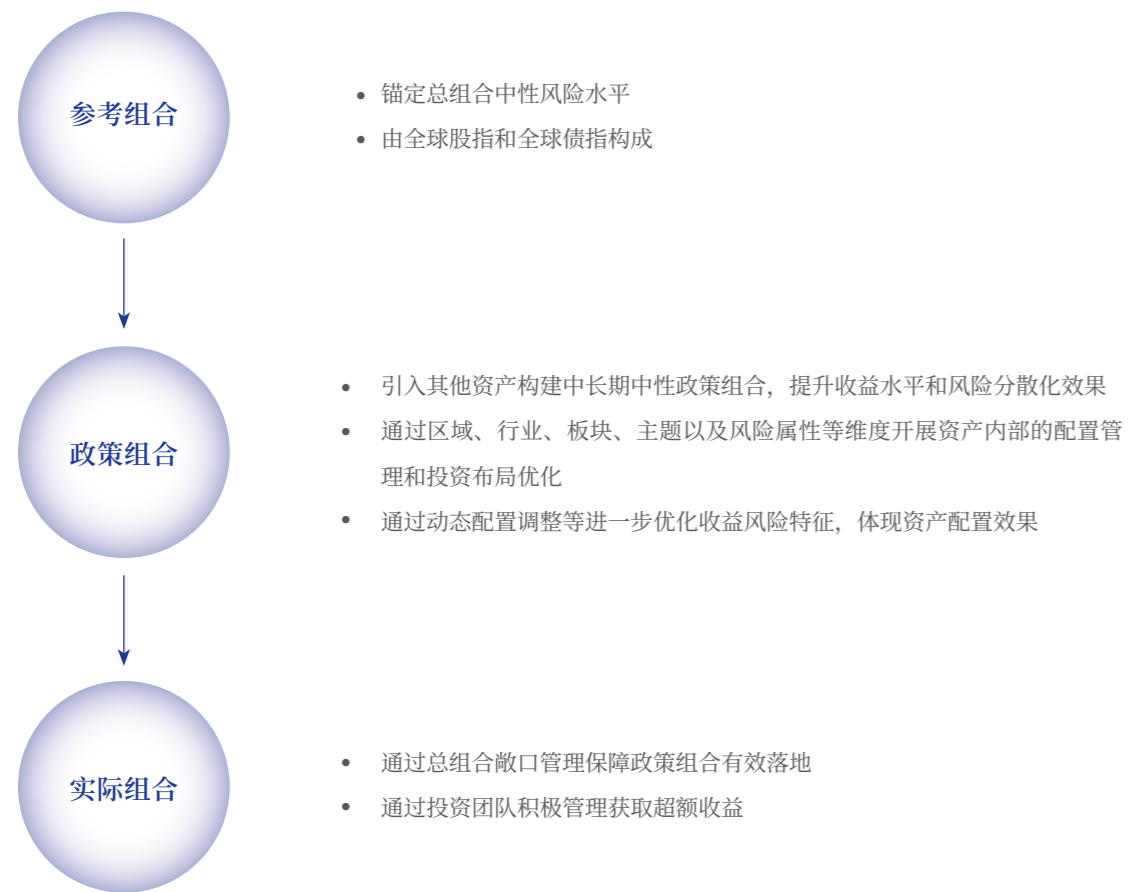 参考组合
• 锚定总组合中性风险水平
• 由全球股指和全球债指构成
政策组合
• 引入其他资产构建中长期中性政策组合，提升收益水平和风险分散化效果
• 通过区域、行业、板块、主题以及风险属性等维度开展资产内部的配置管
理和投资布局优化
• 通过动态配置调整等进一步优化收益风险特征，体现资产配置效果
实际组合
• 通过总组合敞口管理保障政策组合有效落地
• 通过投资团队积极管理获取超额收益